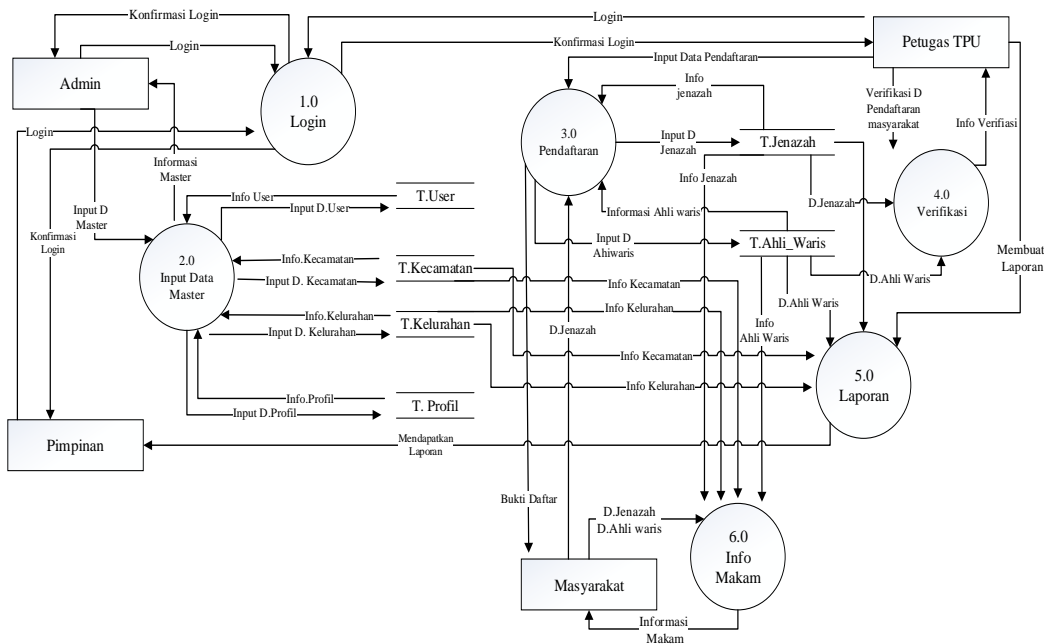 Konfirmasi Login
Login
Login
Konfirmasi Login
Petugas TPU
Admin
1.0
Login
Input Data Pendaftaran
Info
jenazah
Verifikasi D
Pendaftaran
masyarakat
Info Verifiasi
Login
Informasi
Master
3.0
Pendaftaran
Input D
Jenazah
T.Jenazah
Info Jenazah
D.Jenazah
4.0
Verifikasi
Input D
Master
Konfirmasi
Login
Info User
T.User
Input D.User
Informasi Ahli waris
Input D
Ahiwaris
T.Ahli_Waris
D.Ahli Waris
Membuat
Laporan
2.0
Input Data
Master
Info.Kecamatan
T.Kecamatan
Input D. Kecamatan
Info Kecamatan
D.Ahli Waris
Info.Kelurahan
T.Kelurahan
Input D. Kelurahan
Info Kelurahan
D.Jenazah
Info
Ahli Waris
Info Kecamatan
Info Kelurahan
5.0
Laporan
Info.Profil
T. Profil
Input D.Profil
Pimpinan
Mendapatkan
Laporan
Bukti Daftar
D.Jenazah
D.Ahli waris
6.0
Info
Makam
Masyarakat
Informasi
Makam